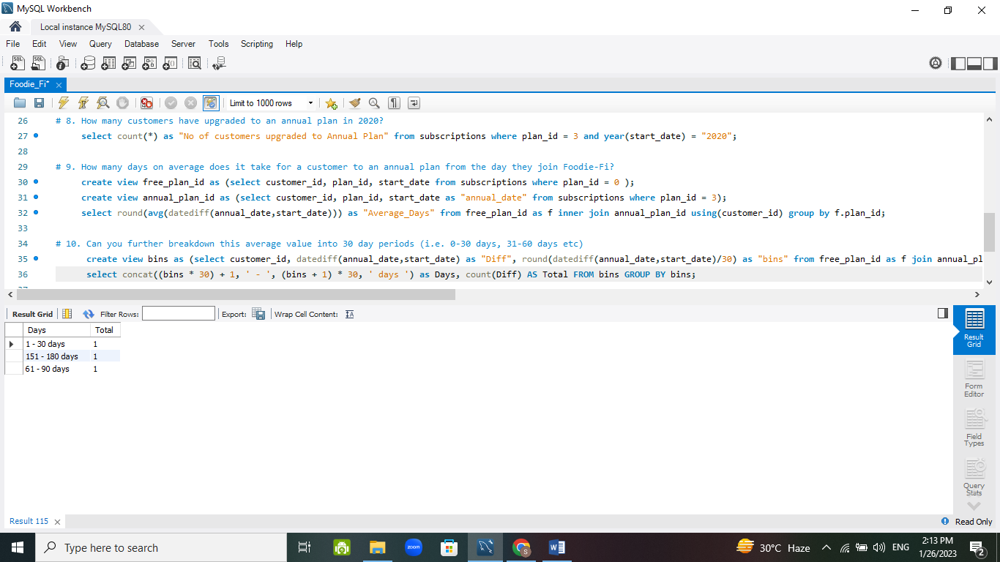 MySQL Workbench
Local instance MySQL80
File Edit View Query Database Server Tools Scripting Help
Foodie_Fi*
Limit to 1000 rows
26 # 8. How many customers have upgraded to an annual plan in 2020?
27 select count(*) as "No of customers upgraded to Annual Plan" from subscriptions where plan_id = 3 and year(start_date) = "2020";
28
29 # 9. How many days on average does it take for a customer to an annual plan from the day they join Foodie-Fi?
30 create view free_plan_id as (select customer_id, plan_id, start_date from subscriptions where plan_id = 0 );
31 create view annual_plan_id as (select customer_id, plan_id, start_date as "annual_date" from subscriptions where plan_id = 3);
32 select round(avg(datediff(annual_date,start_date))) as "Average_Days" from free_plan_id as f inner join annual_plan_id using(customer_id) group by f.plan_id;
33
34 # 10. Can you further breakdown this average value into 30 day periods (i.e. 0-30 days, 31-60 days etc)
35 create view bins as (select customer_id, datediff(annual_date,start_date) as "Diff", round(datediff(annual_date,start_date)/30) as "bins" from free_plan_id as f join annual_pl
36 select concat((bins * 30) + 1, ' - ', (bins + 1) * 30, ' days ') as Days, count(Diff) AS Total FROM bins GROUP BY bins;
Result Grid Filter Rows: Export: Wrap Cell Content:
Days Total
1 - 30 days 1
151 - 180 days 1
61 - 90 days 1
Result
Grid
Form
Editor
Field
Types
Query
Stats
Result 115
Read Only
Type here to search
zoom
S
30°C Haze
ENG
2:13 PM
1/26/2023
2